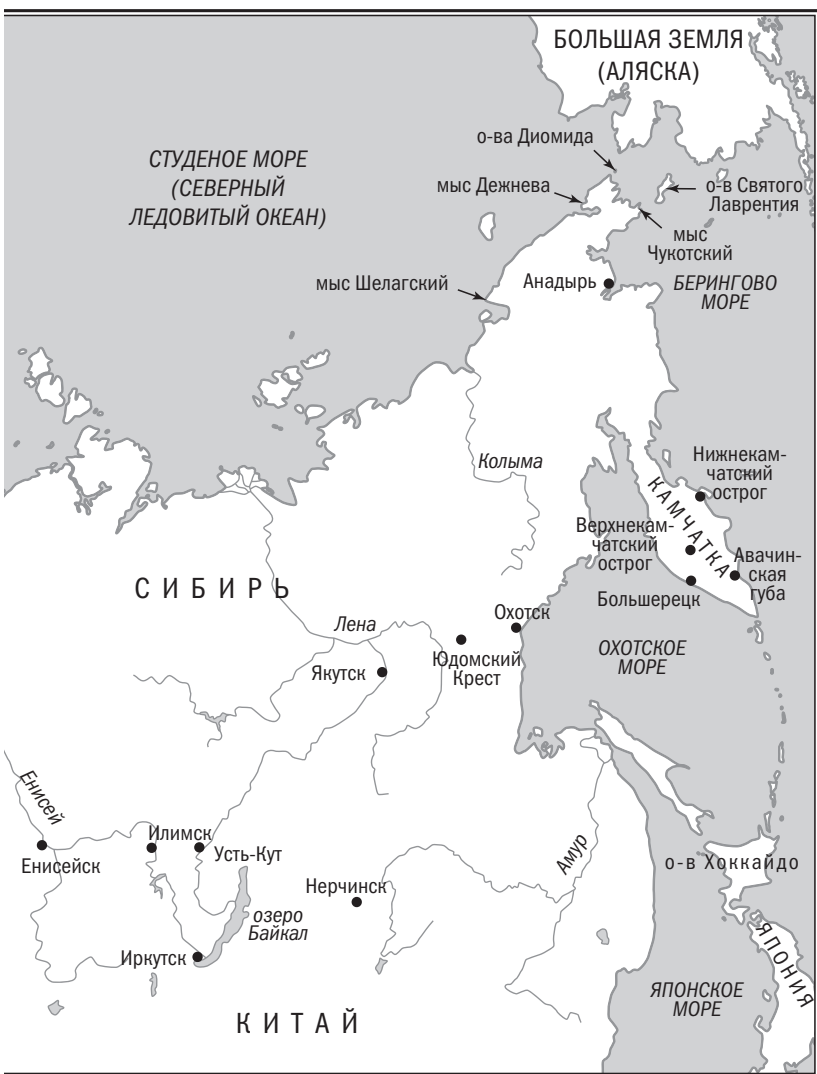 БОЛЬШАЯ ЗЕМЛЯ
(АЛЯСКА)
о-ва Диомида
СТУДЕНОЕ МОРЕ
(СЕВЕРНЫЙ
ЛЕДОВИТЫЙ ОКЕАН)
мыс Дежнева
о-в Святого
Лаврентия
мыс
Чукотский
мыс Шелагский
Анадырь
БЕРИНГОВО
МОРЕ
Колыма
Нижнекам-
чатский
острог
КАМЧАТКА
Верхнекам-
чатский
острог
Авачин-
ская
губа
Большерецк
СИБИРЬ
Лена
Охотск
Юдомский
Крест
ОХОТСКОЕ
МОРЕ
Якутск
Енисей
Илимск
Усть-Кут
Енисейск
Амур
о-в Хоккайдо
Нерчинск
озеро
Байкал
Иркутск
ЯПОНИЯ
ЯПОНСКОЕ
МОРЕ
КИТАЙ